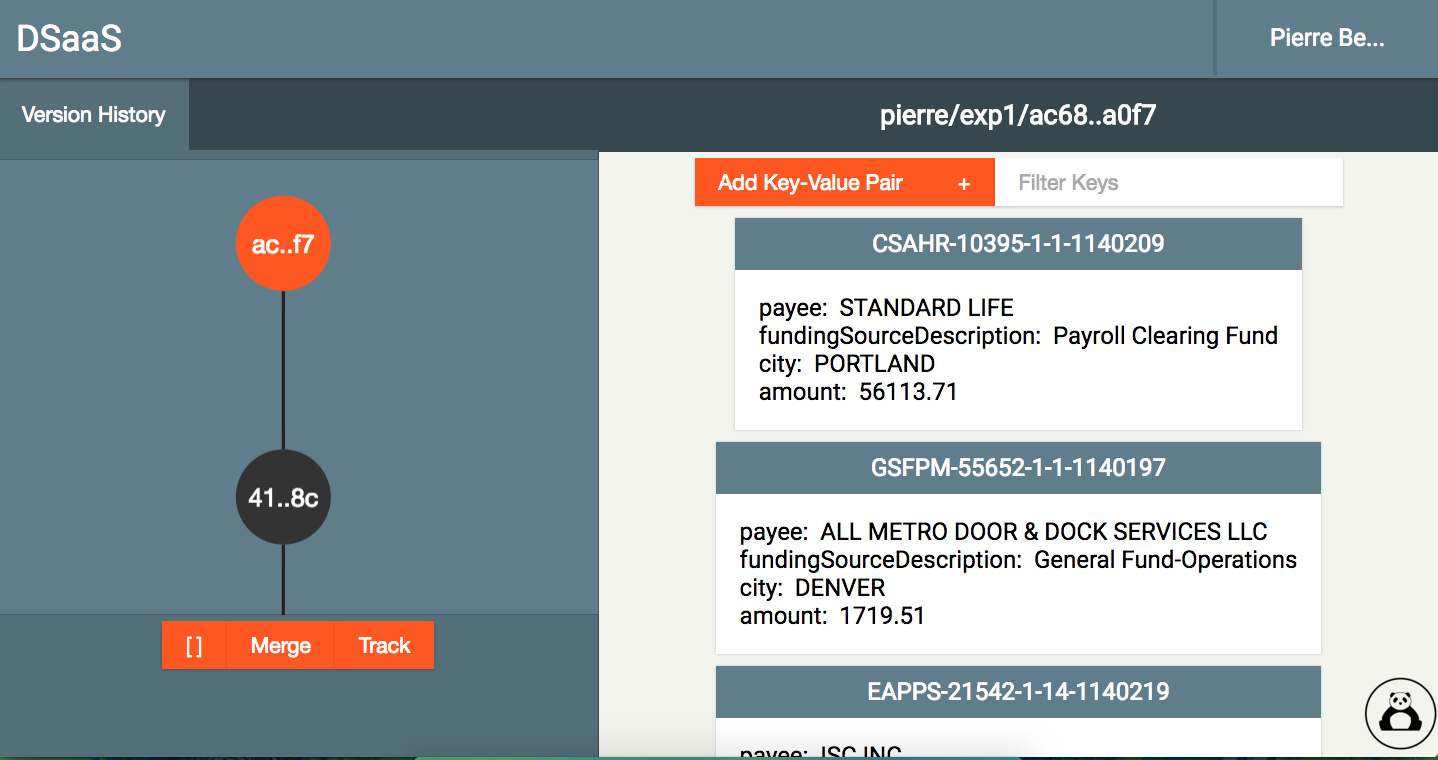 DSaaS
Pierre Be...
Version History
pierre/exp1/ac68..a0f7
Add Key-Value Pair +
Filter Keys
ac..f7
41..8c
[ ]
Merge
Track
CSAHR-10395-1-1-1140209
payee: STANDARD LIFE
fundingSourceDescription: Payroll Clearing Fund
city: PORTLAND
amount: 56113.71
GSFPM-55652-1-1-1140197
payee: ALL METRO DOOR & DOCK SERVICES LLC
fundingSourceDescription: General Fund-Operations
city: DENVER
amount: 1719.51
EAPPS-21542-1-14-1140219
payee: ISC INC